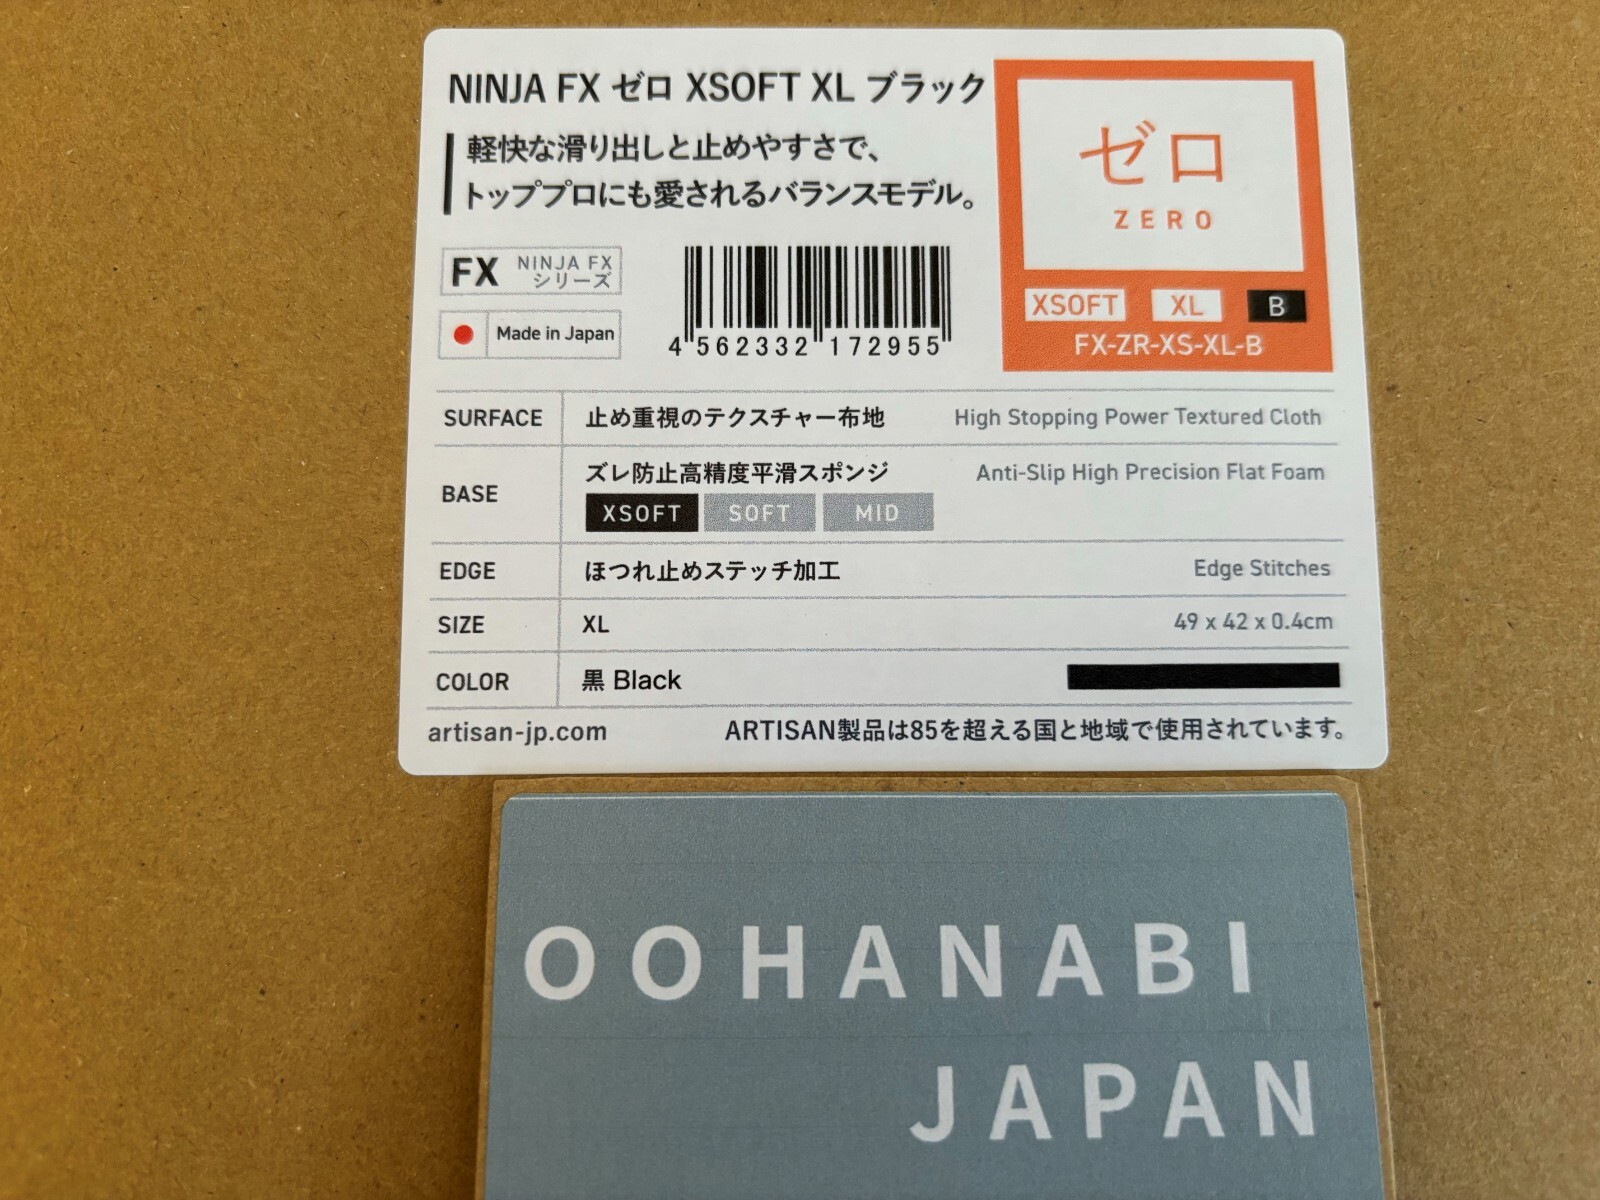 NINJA FX ゼロ XSOFT XL ブラック
軽快な滑り出しと止めやすさで、
トッププロにも愛されるバランスモデル。
ゼロ
ZERO
XSOFT XL B
FX-ZR-XS-XL-B
FX NINJA FX
シリーズ
Made in Japan
4 562332 172955
SURFACE 止め重視のテクスチャー布地 High Stopping Power Textured Cloth
BASE ズレ防止高精度平滑スポンジ Anti-Slip High Precision Flat Foam
XSOFT SOFT MID
EDGE ほつれ止めステッチ加工 Edge Stitches
SIZE XL 49 x 42 x 0.4cm
COLOR 黒 Black
artisan-jp.com ARTISAN製品は85を超える国と地域で使用されています。
OOHANABI
JAPAN